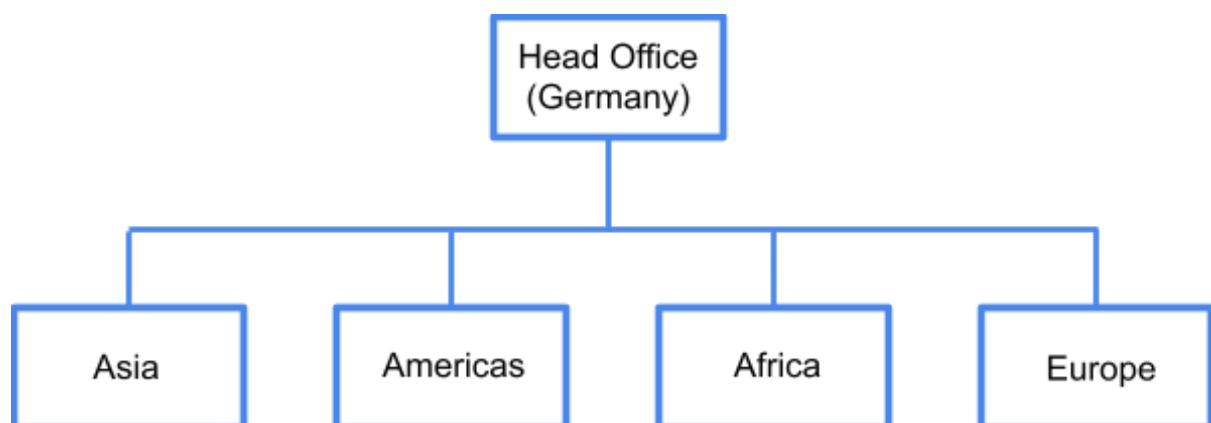 Head Office
(Germany)
Asia
Americas
Africa
Europe